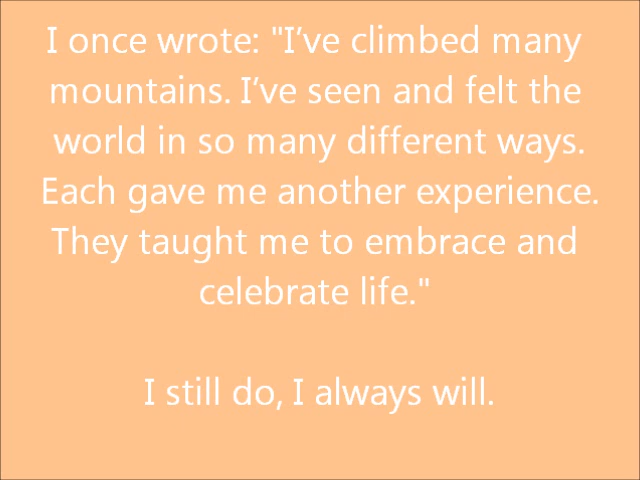 I once wrote: "I’ve climbed many
mountains. I’ve seen and felt the
world in so many different ways.
Each gave me another experience.
They taught me to embrace and
celebrate life."
I still do, I always will.